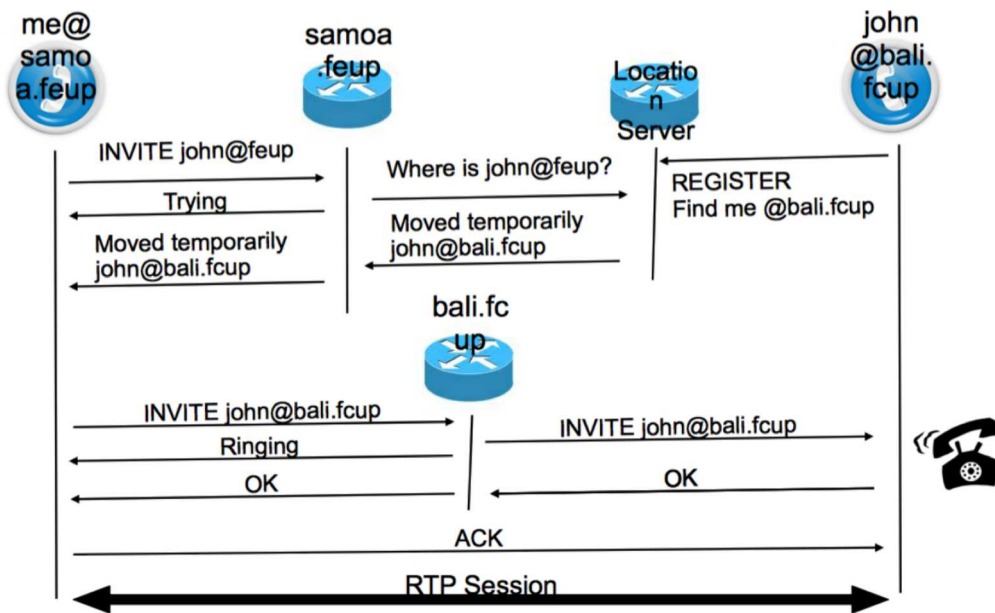 me@
samo
a.feup
samoa
.feup
Locatio
n
Server
john
@bali.
fcup
INVITE john@feup
Trying
Moved temporarily
john@bali.fcup
Where is john@feup?
Moved temporarily
john@bali.fcup
REGISTER
Find me @bali.fcup
bali.fc
up
INVITE john@bali.fcup
Ringing
OK
INVITE john@bali.fcup
OK
ACK
RTP Session